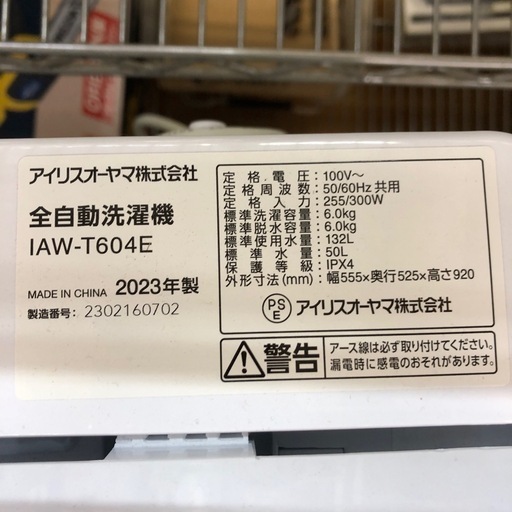 アイリスオーヤマ株式会社
全自動洗濯機
IAW-T604E
MADE IN CHINA 2023年製
製造番号: 2302160702
定格電圧:100V～
定格周波数:50/60Hz共用
定格入力:255/300W
標準洗濯容量:6.0kg
標準脱水容量:6.0kg
標準使用水量:132L
標準水量:50L
保護等級:IPX4
外形寸法(mm):幅555×奥行525×高さ920
PSE アイリスオーヤマ株式会社
警告
アース線は必ず取り付けてください。
漏電時に感電のおそれがあります。